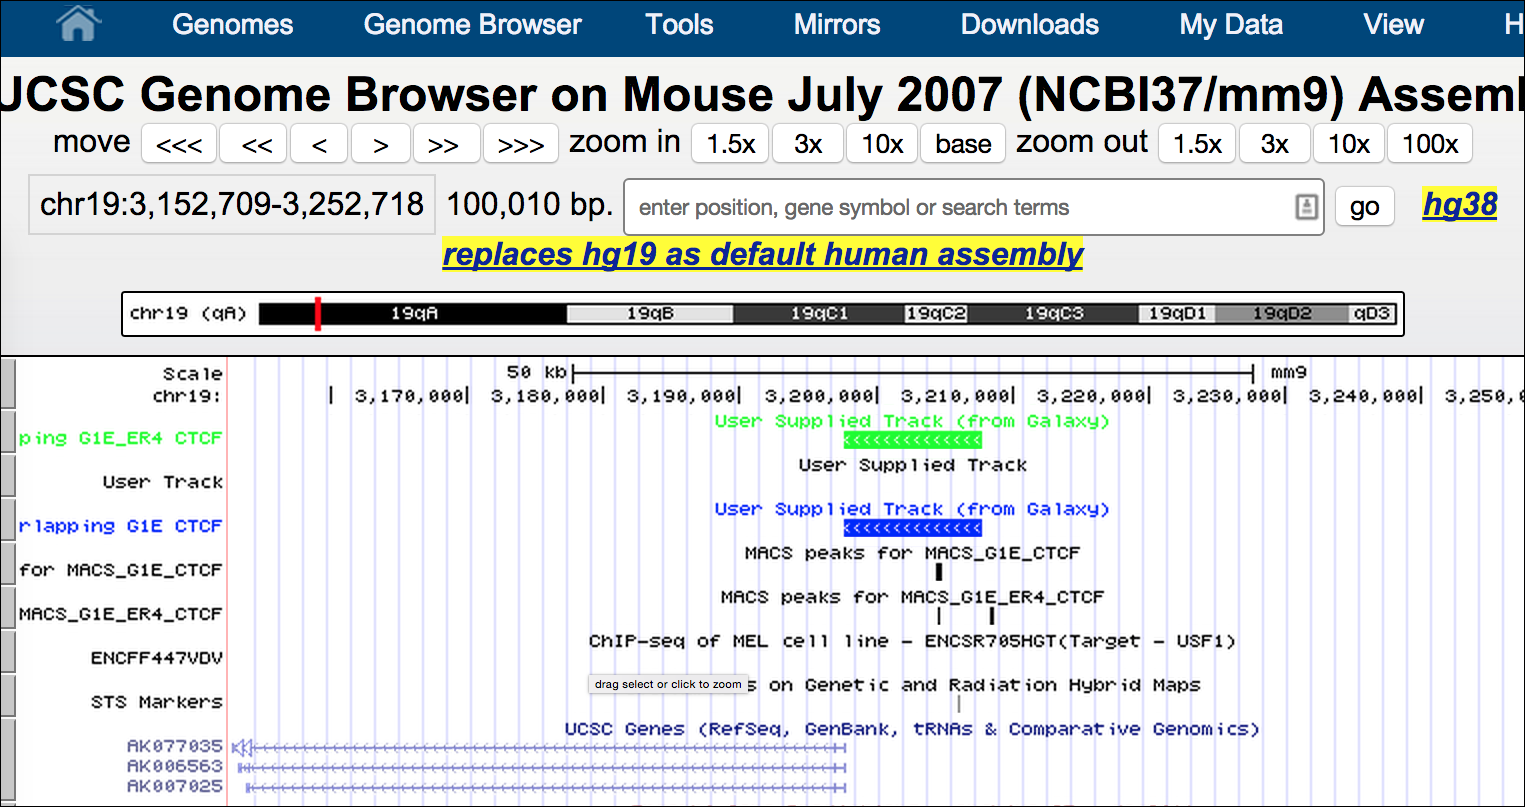 Genomes Genome Browser Tools Mirrors Downloads My Data View H
UCSC Genome Browser on Mouse July 2007 (NCBI37/mm9) Assembl
move <<< << < > >> >>> zoom in 1.5x 3x 10x base zoom out 1.5x 3x 10x 100x
chr19:3,152,709-3,252,718 100,010 bp. enter position, gene symbol or search terms go hg38
replaces hg19 as default human assembly
chr19 (qA) 19qA 19qB 19qC1 19qC2 19qC3 19qD1 19qD2 qD3
Scale 50 kb mm9
chr19: 3,170,000 3,180,000 3,190,000 3,200,000 3,210,000 3,220,000 3,230,000 3,240,000 3,250,0
User Supplied Track (from Galaxy)
ping G1E_ER4 CTCF
User Supplied Track
User Track
User Supplied Track (from Galaxy)
rlapping G1E CTCF
MACS peaks for MACS_G1E_CTCF
for MACS_G1E_CTCF
MACS peaks for MACS_G1E_ER4_CTCF
MACS_G1E_ER4_CTCF
ChIP-seq of MEL cell line - ENCSR705HGT(Target - USF1)
ENCFF447VDV
drag select or click to zoom s on Genetic and Radiation Hybrid Maps
STS Markers
UCSC Genes (RefSeq, GenBank, tRNAs & Comparative Genomics)
AK077035
AK006563
AK007025